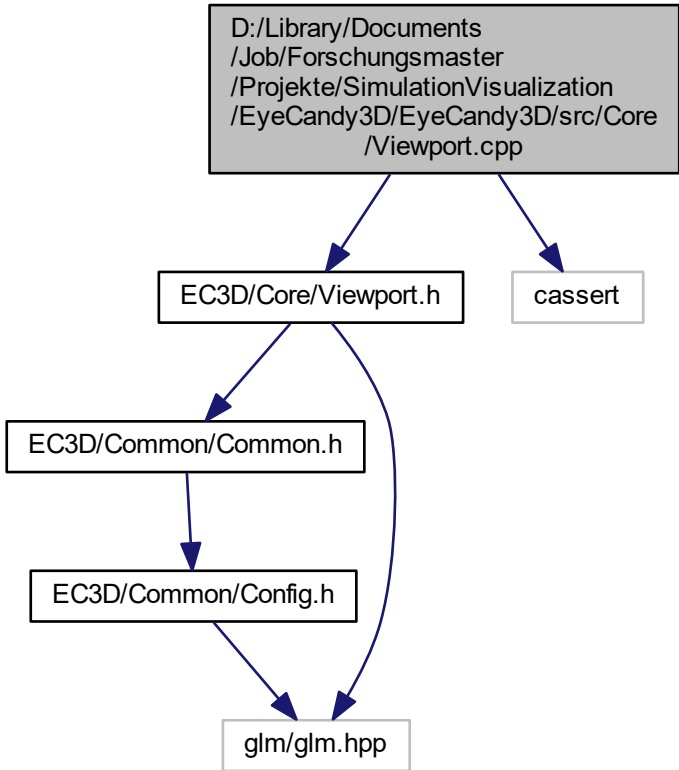 D:/Library/Documents
/Job/Forschungsmaster
/Projekte/SimulationVisualization
/EyeCandy3D/EyeCandy3D/src/Core
/Viewport.cpp
EC3D/Core/Viewport.h
cassert
EC3D/Common/Common.h
EC3D/Common/Config.h
glm/glm.hpp